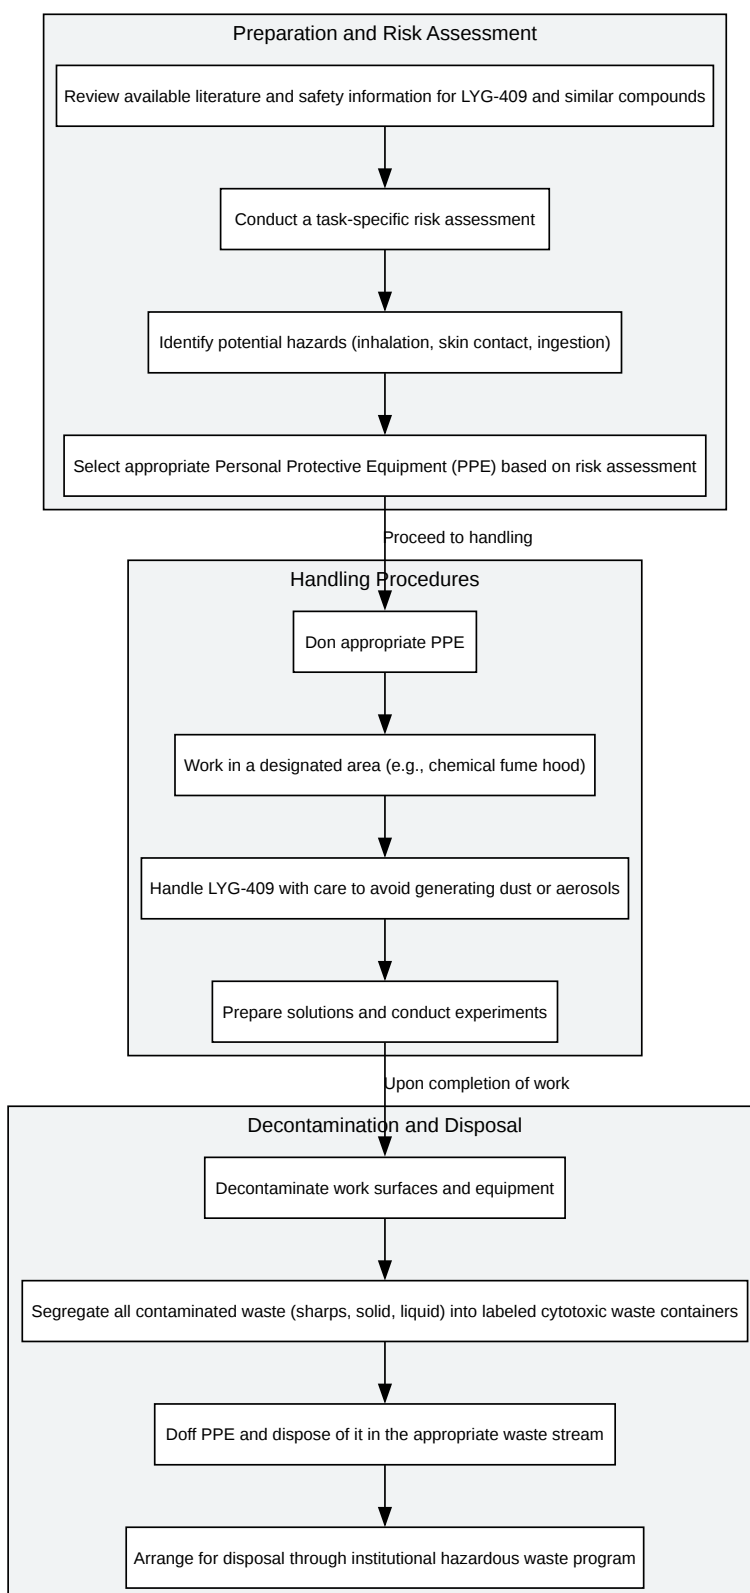 Preparation and Risk Assessment
Review available literature and safety information for LYG-409 and similar compounds
Conduct a task-specific risk assessment
Identify potential hazards (inhalation, skin contact, ingestion)
Select appropriate Personal Protective Equipment (PPE) based on risk assessment
Proceed to handling
Handling Procedures
Don appropriate PPE
Work in a designated area (e.g., chemical fume hood)
Handle LYG-409 with care to avoid generating dust or aerosols
Prepare solutions and conduct experiments
Upon completion of work
Decontamination and Disposal
Decontaminate work surfaces and equipment
Segregate all contaminated waste (sharps, solid, liquid) into labeled cytotoxic waste containers
Doff PPE and dispose of it in the appropriate waste stream
Arrange for disposal through institutional hazardous waste program